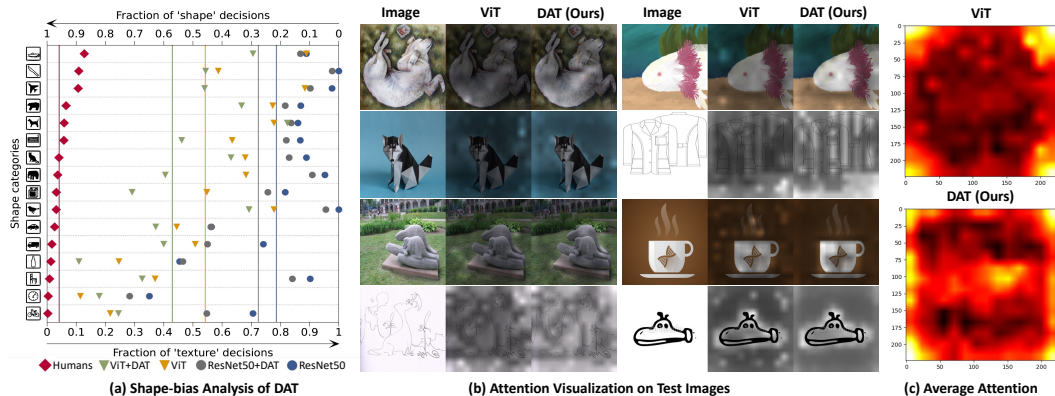 Fraction of 'shape' decisions
1 0.9 0.8 0.7 0.6 0.5 0.4 0.3 0.2 0.1 0
Shape categories
0 0.1 0.2 0.3 0.4 0.5 0.6 0.7 0.8 0.9 1
Fraction of 'texture' decisions
Humans ViT+DAT ViT ResNet50+DAT ResNet50
(a) Shape-bias Analysis of DAT
Image ViT DAT (Ours) Image ViT DAT (Ours)
(b) Attention Visualization on Test Images
ViT
0
25
50
75
100
125
150
175
200
0 100 200
DAT (Ours)
0
25
50
75
100
125
150
175
200
0 50 100 150 200
(c) Average Attention